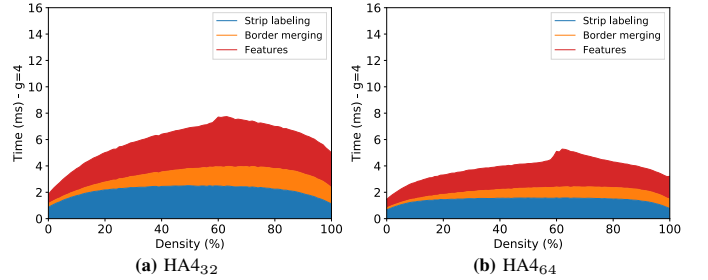 16
14
12
10
8
6
4
2
0
Time (ms) - g=4
Strip labeling
Border merging
Features
0 20 40 60 80 100
Density (%)
(a) HA4₃₂
16
14
12
10
8
6
4
2
0
Time (ms) - g=4
Strip labeling
Border merging
Features
0 20 40 60 80 100
Density (%)
(b) HA4₆₄